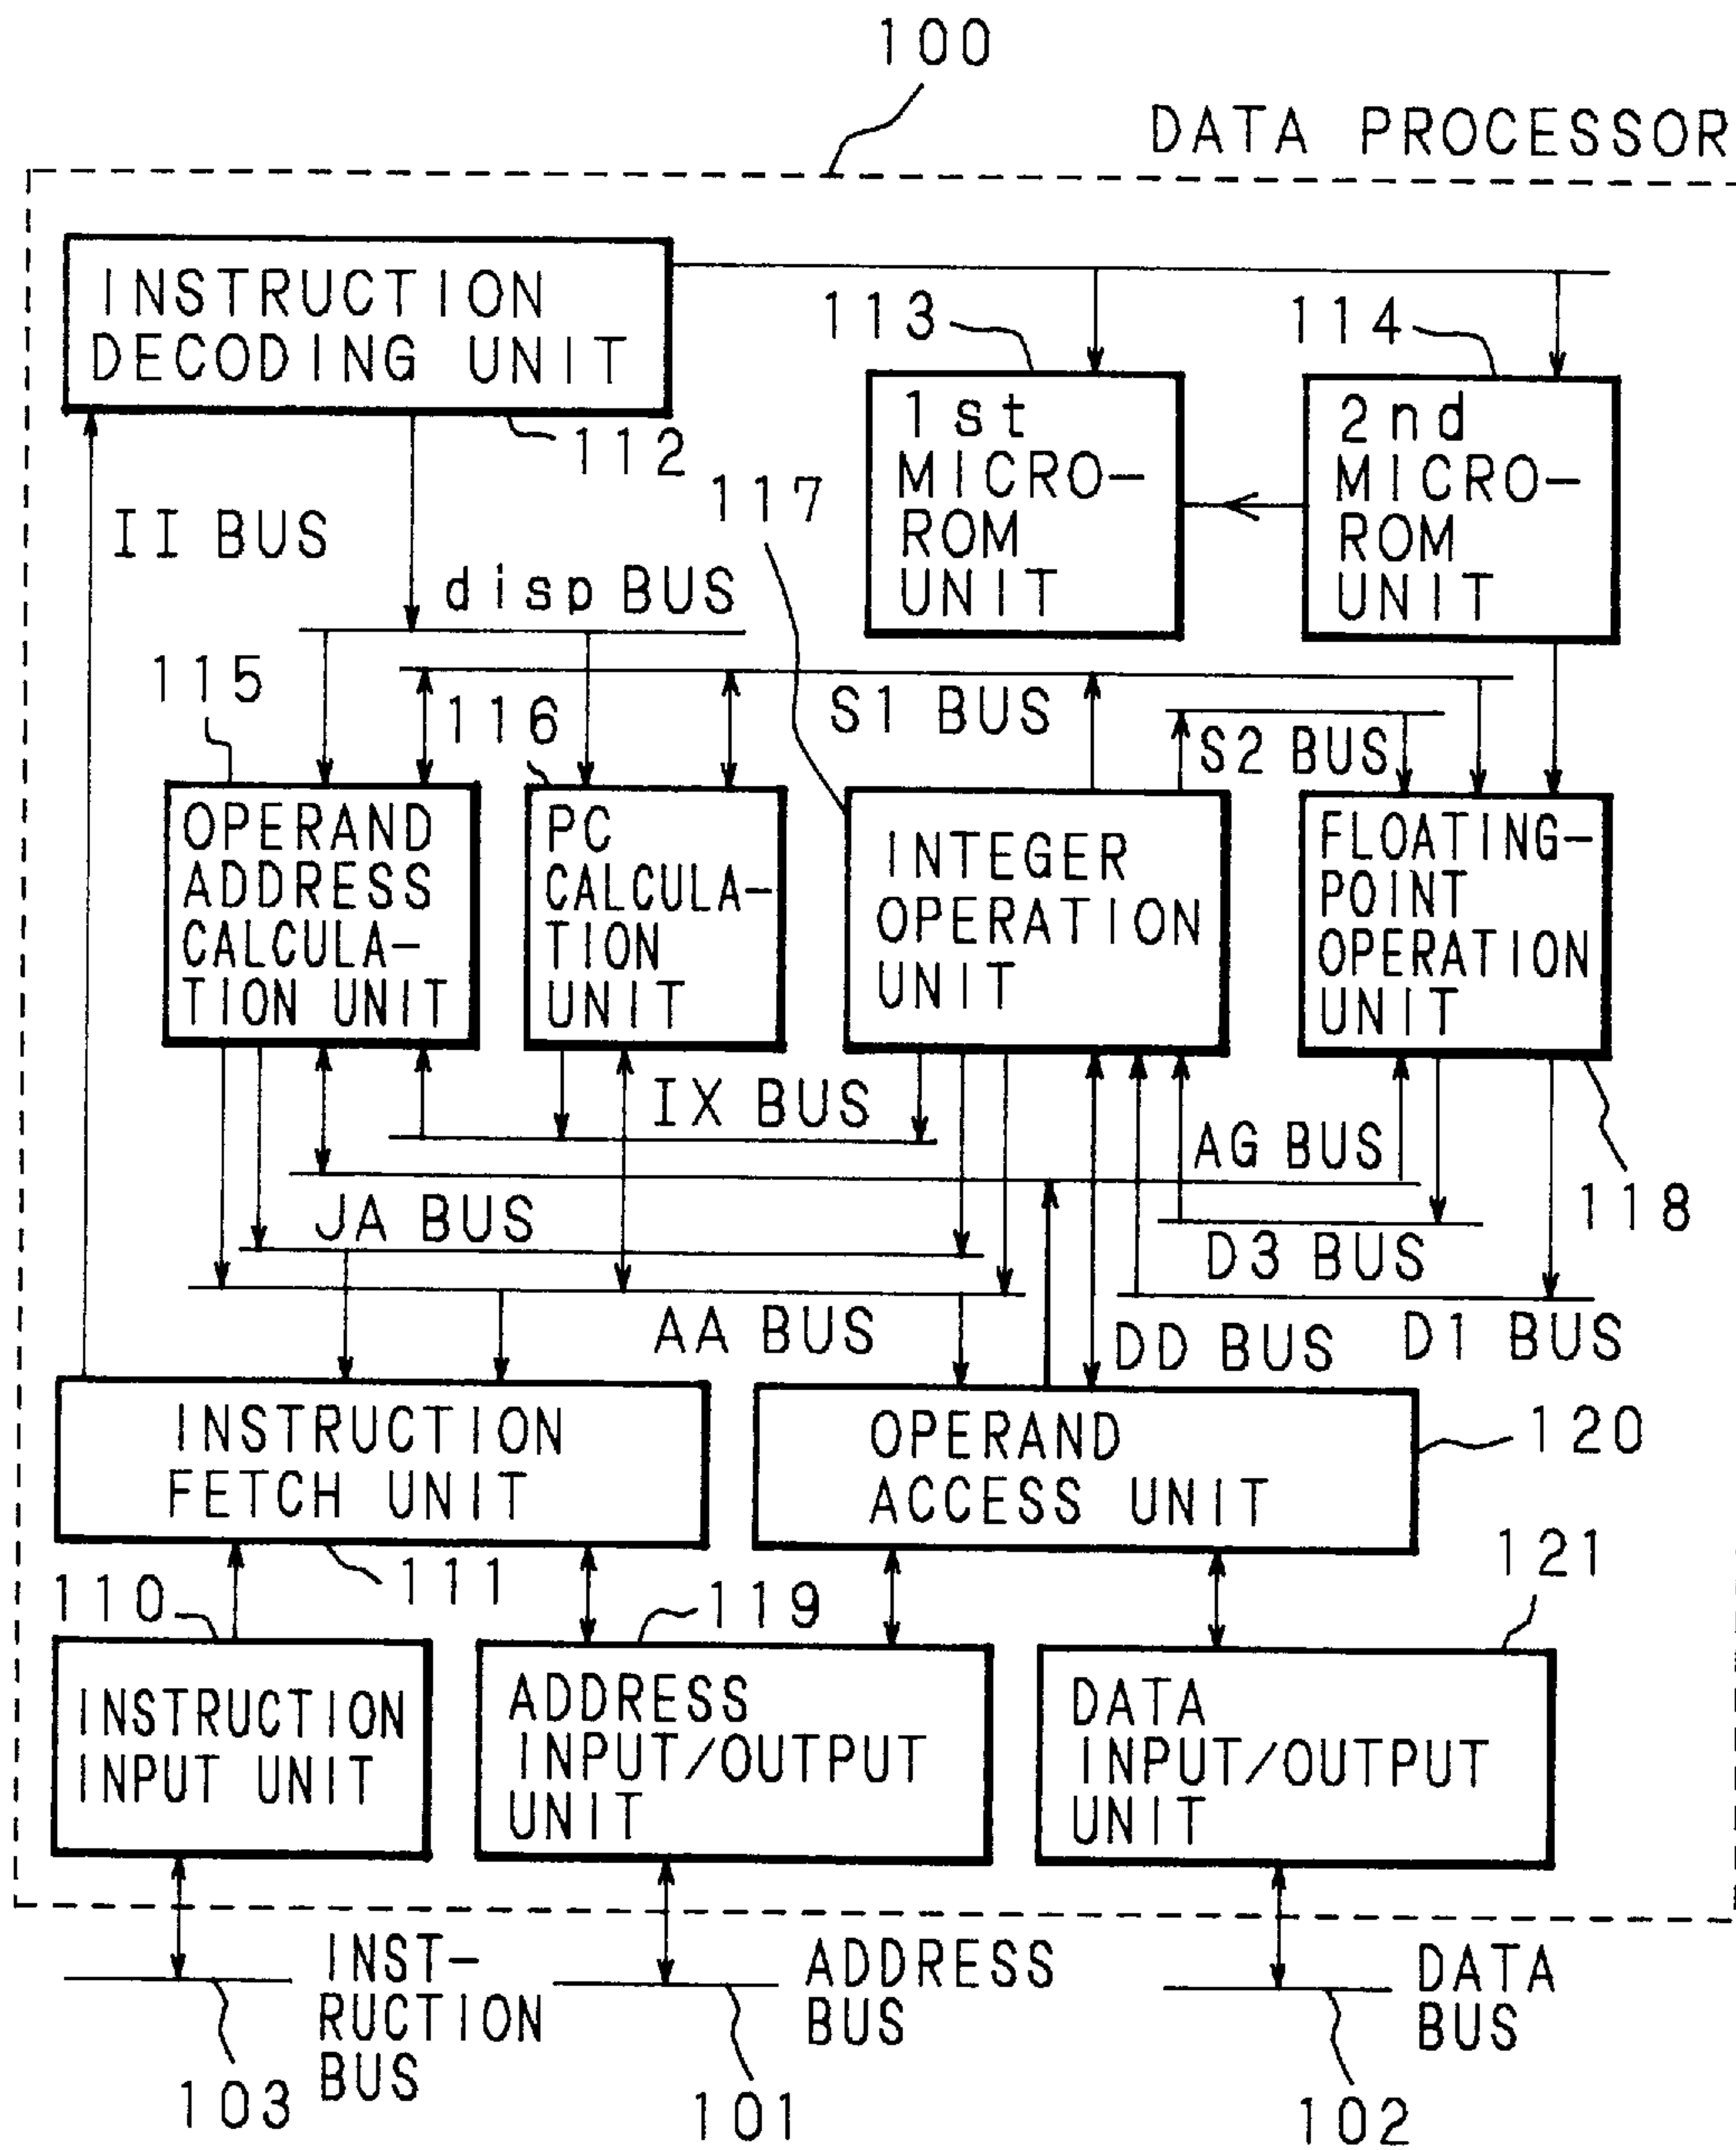 100
DATA PROCESSOR
INSTRUCTION
DECODING UNIT
112
113
114
1st
MICRO-
ROM
UNIT
2nd
MICRO-
ROM
UNIT
II BUS
disp BUS
117
115
116
S1 BUS
S2 BUS
OPERAND
ADDRESS
CALCULA-
TION UNIT
PC
CALCULA-
TION
UNIT
INTEGER
OPERATION
UNIT
FLOATING-
POINT
OPERATION
UNIT
118
IX BUS
AG BUS
JA BUS
D3 BUS
AA BUS
DD BUS
D1 BUS
INSTRUCTION
FETCH UNIT
111
OPERAND
ACCESS UNIT
120
110
119
121
INSTRUCTION
INPUT UNIT
ADDRESS
INPUT/OUTPUT
UNIT
DATA
INPUT/OUTPUT
UNIT
INST-
RUCTION
BUS
103
ADDRESS
BUS
101
DATA
BUS
102